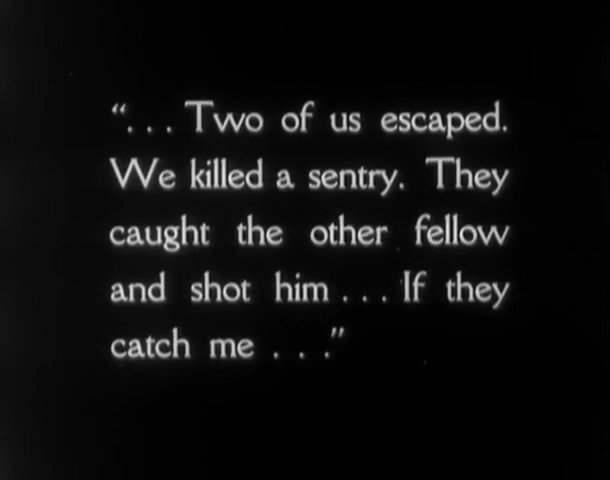 “. . . Two of us escaped.
We killed a sentry. They
caught the other fellow
and shot him . . . If they
catch me . . .”